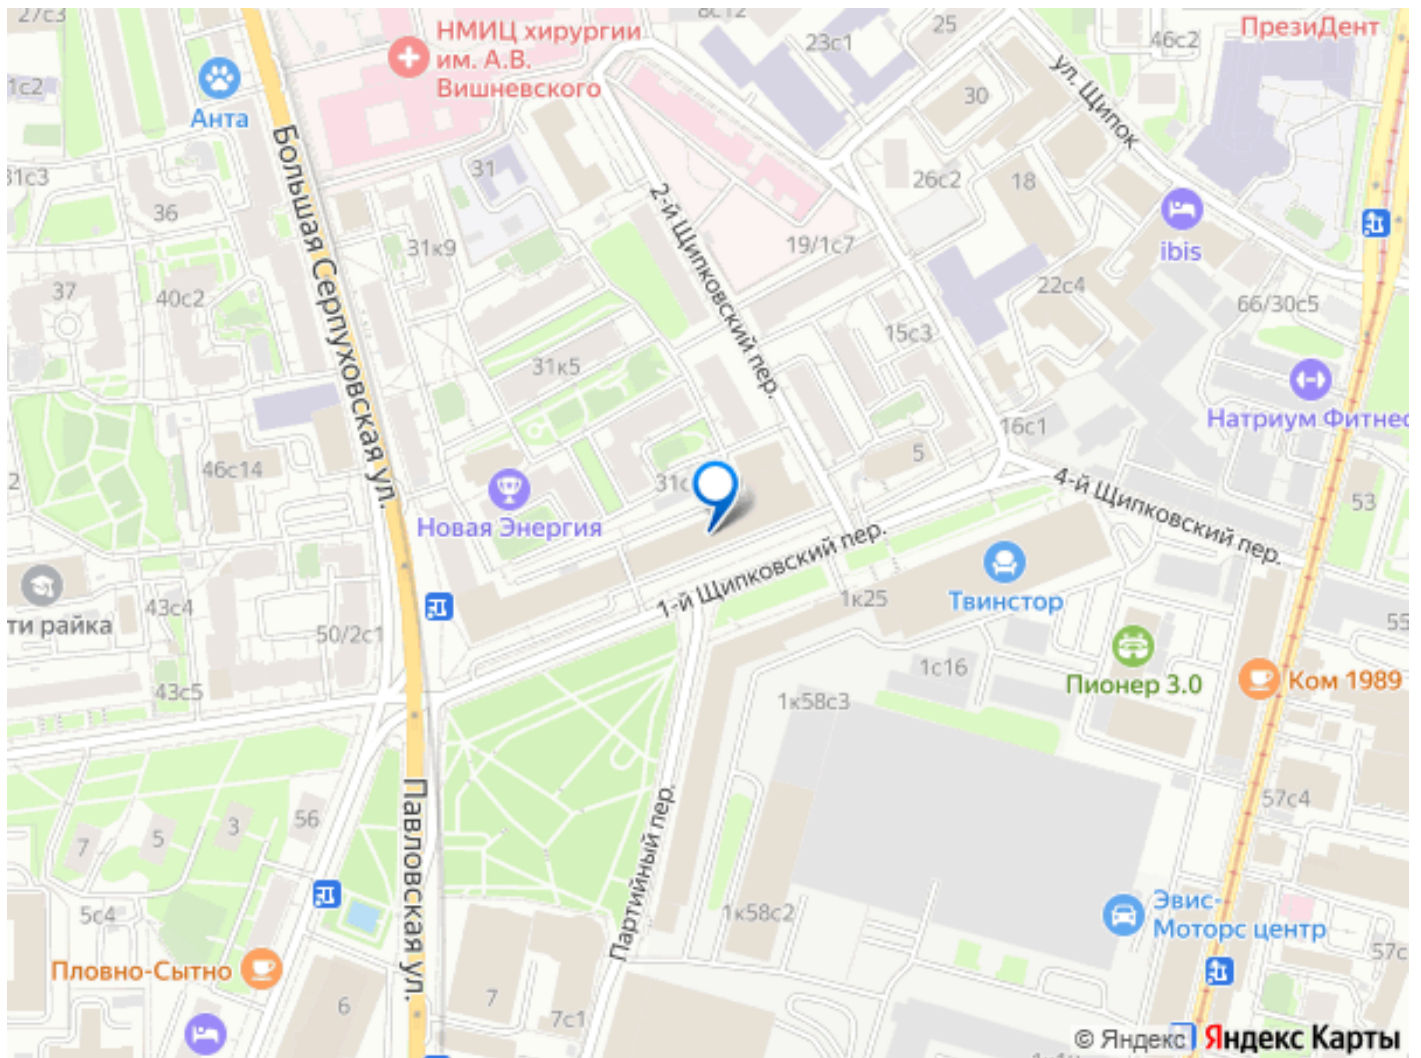 27с3
НМИЦ хирургии
им. А.В.
Вишневского
8с12
23с1
25
46с2
ПрезиДент
1с2
Анта
ул. Щипок
30
Большая Серпуховская ул.
31
31с3
36
2-й Щипковский пер.
26с2
18
ibis
31к9
19/1с7
37
40с2
22с4
66/30с5
15с3
31к5
Натриум Фитнес
16с1
5
46с14
2
31с
4-й Щипковский пер.
53
Новая Энергия
1-й Щипковский пер.
Твинстор
43с4
1к25
ти райка
50/2с1
55
1с16
Пионер 3.0
Ком 1989
43с5
1к58с3
Павловская ул.
57с4
56
3
5
7
Партийный пер.
1к58с2
5с4
Эвис-
Моторс центр
57с
Пловно-Сытно
6
7
7с1
© Яндекс Яндекс Карты